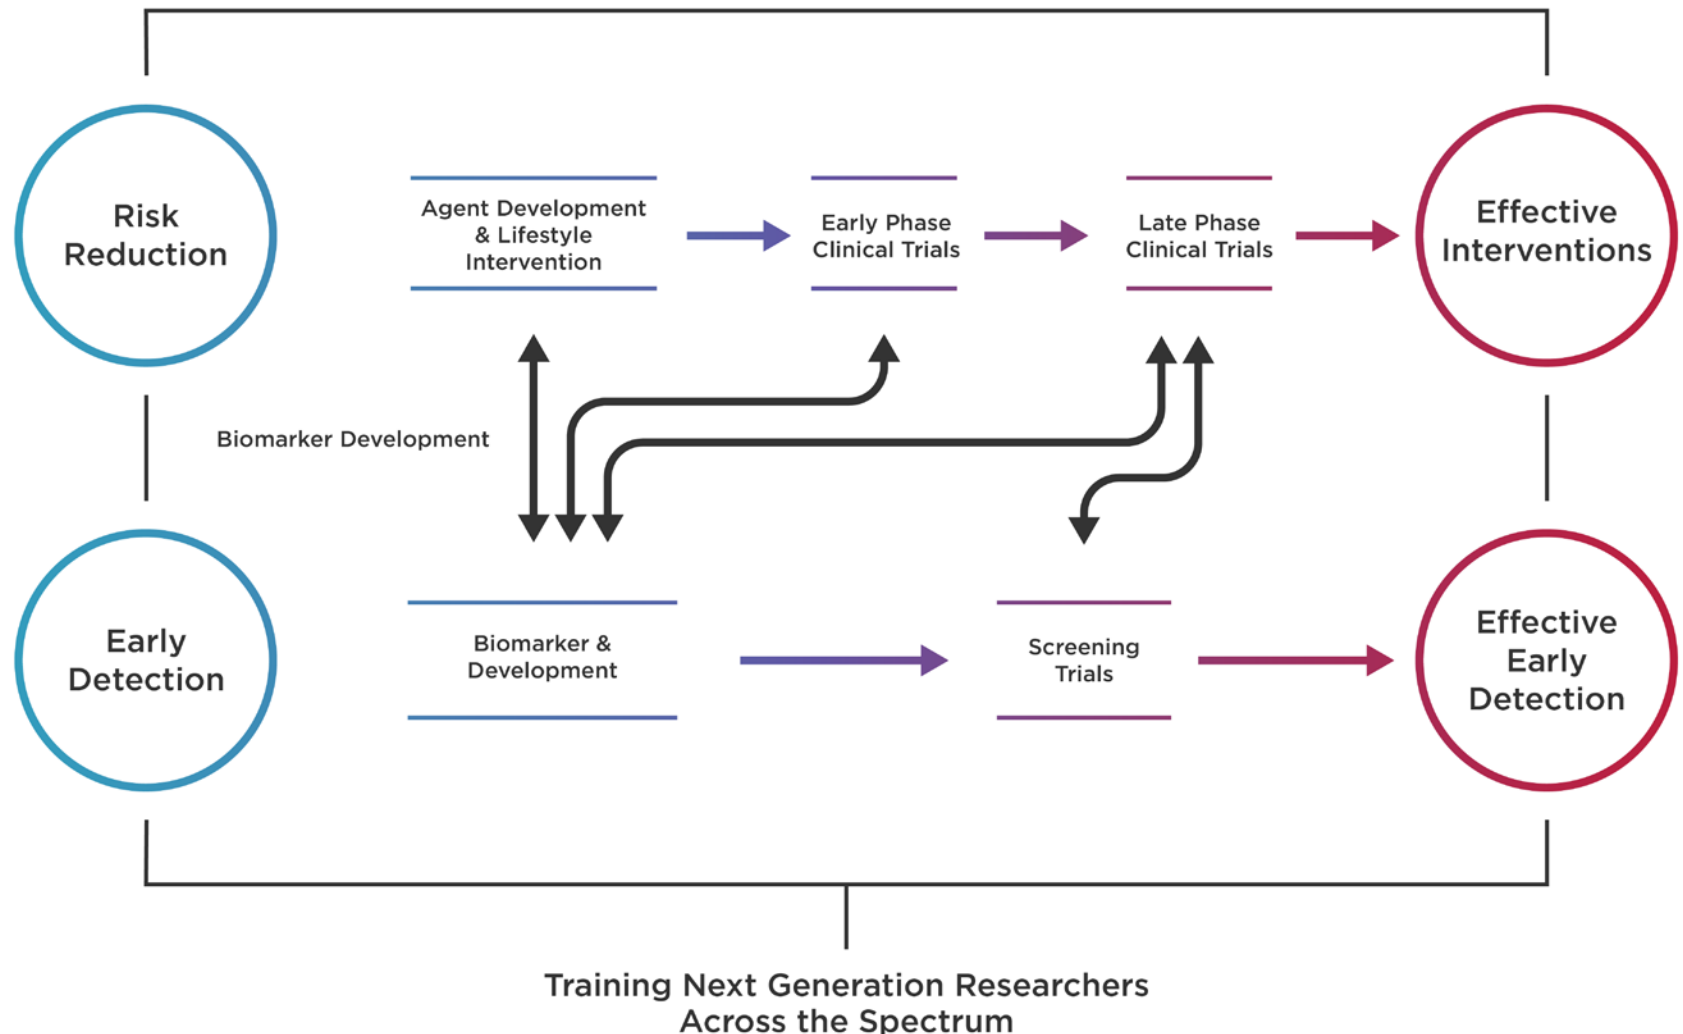 Risk
Reduction
Agent Development
& Lifestyle
Intervention
Early Phase
Clinical Trials
Late Phase
Clinical Trials
Effective
Interventions
Biomarker Development
Early
Detection
Biomarker &
Development
Screening
Trials
Effective
Early
Detection
Training Next Generation Researchers
Across the Spectrum